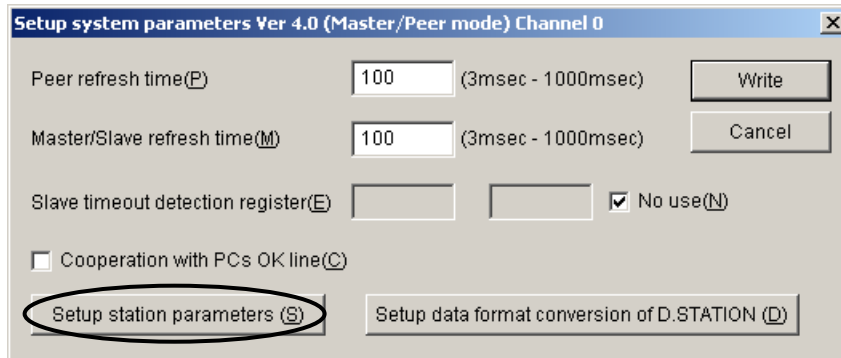 Setup system parameters Ver 4.0 (Master/Peer mode) Channel 0
Peer refresh time(P) 100 (3msec - 1000msec) Write
Master/Slave refresh time(M) 100 (3msec - 1000msec) Cancel
Slave timeout detection register(E) No use(N)
Cooperation with PCs OK line(C)
Setup station parameters (S) Setup data format conversion of D.STATION (D)